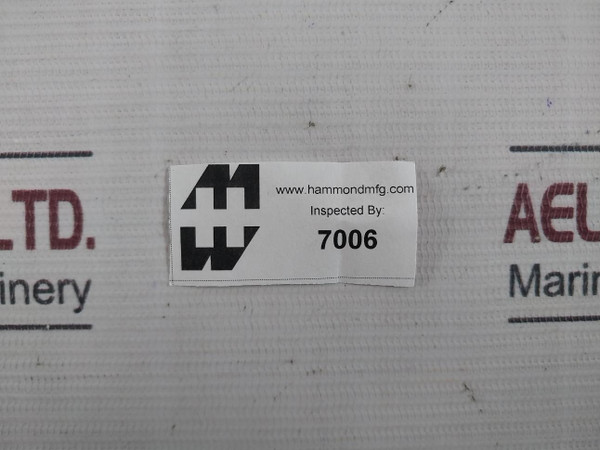 www.hammondmfg.com
Inspected By:
7006
LTD.
inery
AEL
Marin